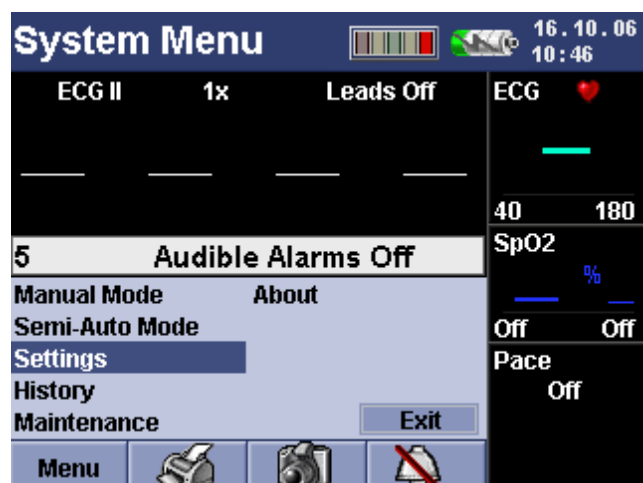 System Menu
16.10.06
10:46
ECG II 1x Leads Off
ECG
40 180
5 Audible Alarms Off
SpO2
%
Off Off
Manual Mode About
Semi-Auto Mode
Settings
History
Maintenance Exit
Pace
Off
Menu